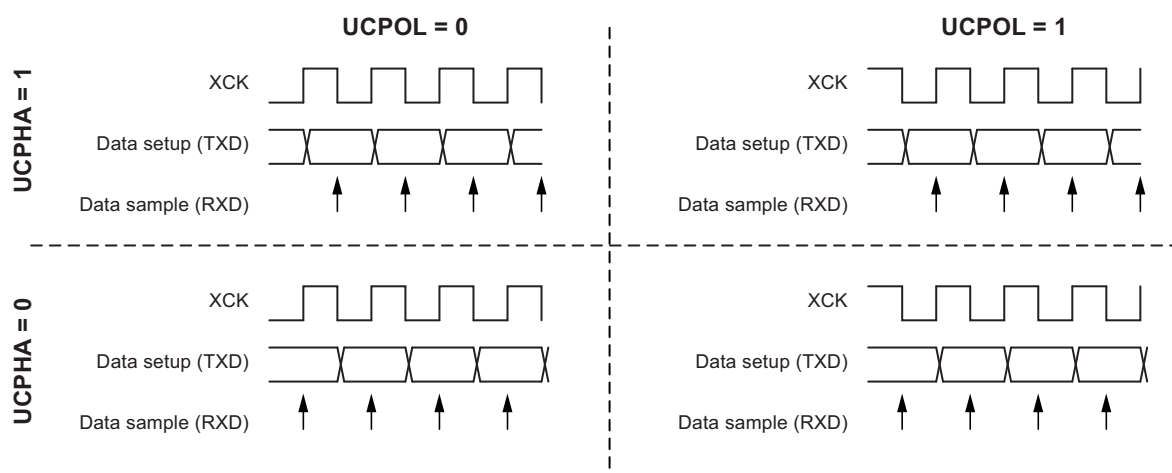 UCPOL = 0
UCPOL = 1
UCPHA = 1
XCK
Data setup (TXD)
Data sample (RXD)
XCK
Data setup (TXD)
Data sample (RXD)
UCPHA = 0
XCK
Data setup (TXD)
Data sample (RXD)
XCK
Data setup (TXD)
Data sample (RXD)